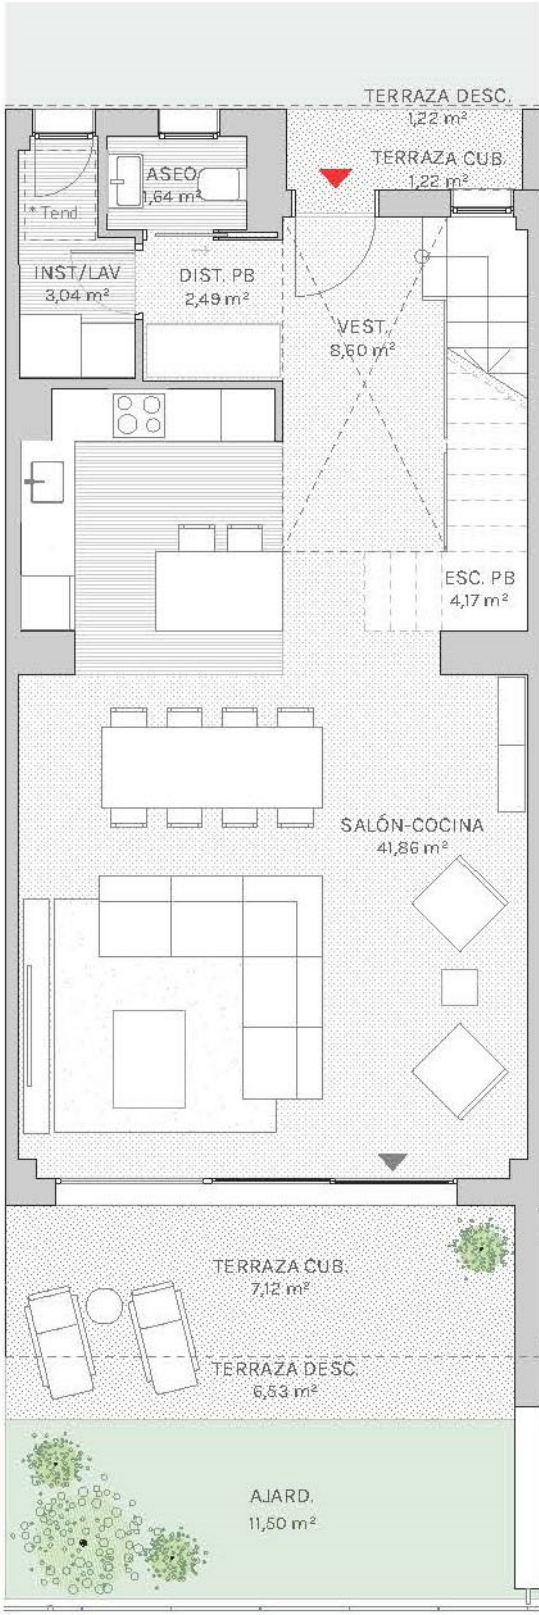 TERRAZA DESC.
1,22 m²
TERRAZA CUB.
1,22 m²
ASEO
1,64 m²
* Tend
INST/LAV
3,04 m²
DIST. PB
2,49 m²
VEST.
8,60 m²
ESC. PB
4,17 m²
SALÓN-COCINA
41,86 m²
TERRAZA CUB.
7,12 m²
TERRAZA DESC.
6,53 m²
AJARD.
11,50 m²